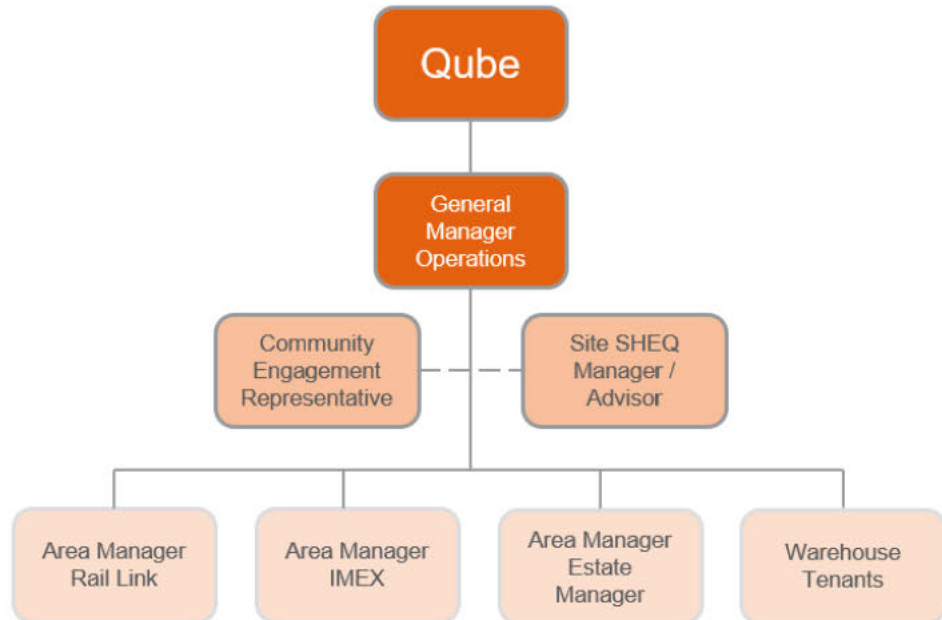 Qube
General
Manager
Operations
Community
Engagement
Representative
Site SHEQ
Manager /
Advisor
Area Manager
Rail Link
Area Manager
IMEX
Area Manager
Estate
Manager
Warehouse
Tenants